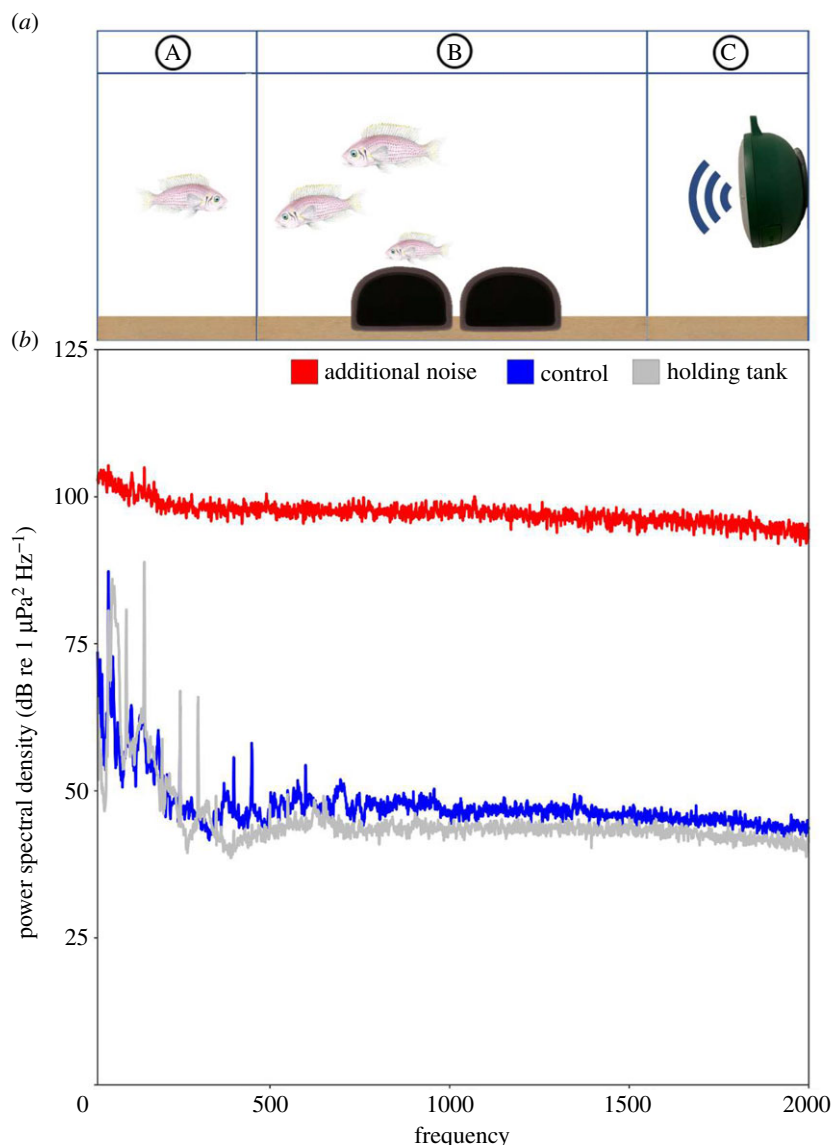 (a)
A B C
(b)
125
additional noise control holding tank
100
75
50
25
power spectral density (dB re 1 µPa² Hz⁻¹)
0 500 1000 1500 2000
frequency